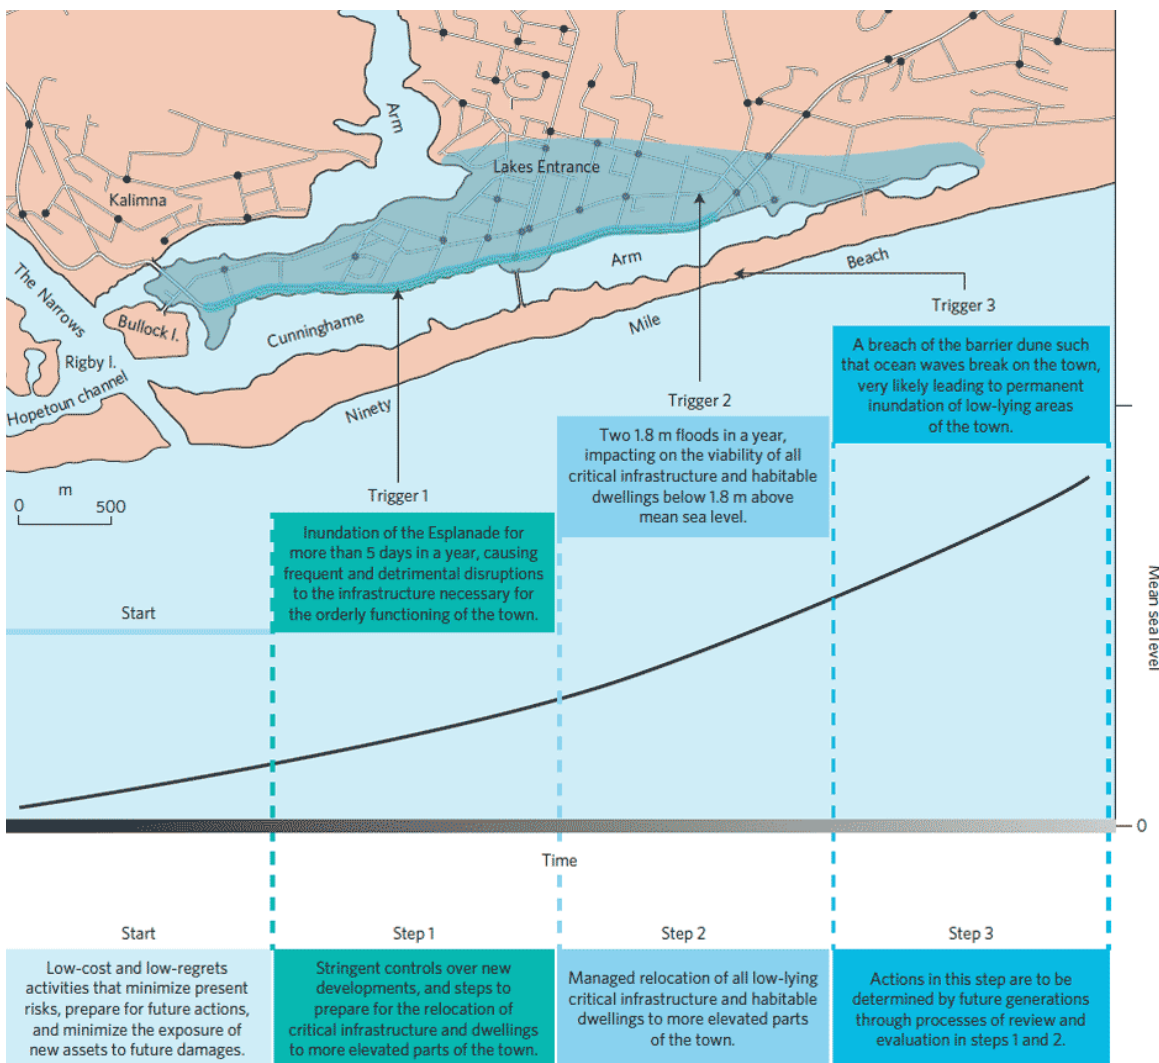 Arm
Lakes Entrance
Kalimna
The Narrows
Bullock I.
Rigby I.
Hopetoun channel
Cunninghame
Arm
Beach
Mile
Ninety
m
0 500
Trigger 3
A breach of the barrier dune such
that ocean waves break on the town,
very likely leading to permanent
inundation of low-lying areas
of the town.
Trigger 2
Two 1.8 m floods in a year,
impacting on the viability of all
critical infrastructure and habitable
dwellings below 1.8 m above
mean sea level.
Trigger 1
Inundation of the Esplanade for
more than 5 days in a year, causing
frequent and detrimental disruptions
to the infrastructure necessary for
the orderly functioning of the town.
Start
Mean sea level
0
Time
Start
Low-cost and low-regrets
activities that minimize present
risks, prepare for future actions,
and minimize the exposure of
new assets to future damages.
Step 1
Stringent controls over new
developments, and steps to
prepare for the relocation of
critical infrastructure and dwellings
to more elevated parts of the town.
Step 2
Managed relocation of all low-lying
critical infrastructure and habitable
dwellings to more elevated parts
of the town.
Step 3
Actions in this step are to be
determined by future generations
through processes of review and
evaluation in steps 1 and 2.